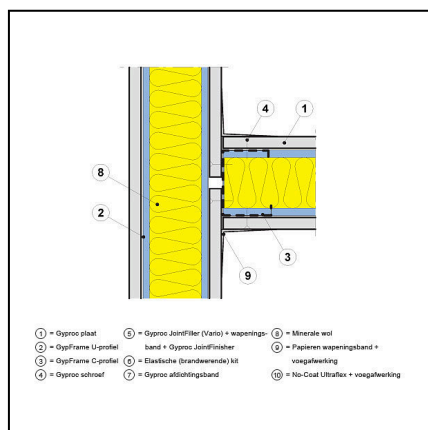 4
1
8
2
3
9
1 = Gyproc plaat
2 = GypFrame U-profiel
3 = GypFrame C-profiel
4 = Gyproc schroef
5 = Gyproc JointFiller (Vario) + wapenings-
band + Gyproc JointFinisher
6 = Elastische (brandwerende) kit
7 = Gyproc afdichtingsband
8 = Minerale wol
9 = Papieren wapeningsband +
voegafwerking
10 = No-Coat Ultraflex + voegafwerking